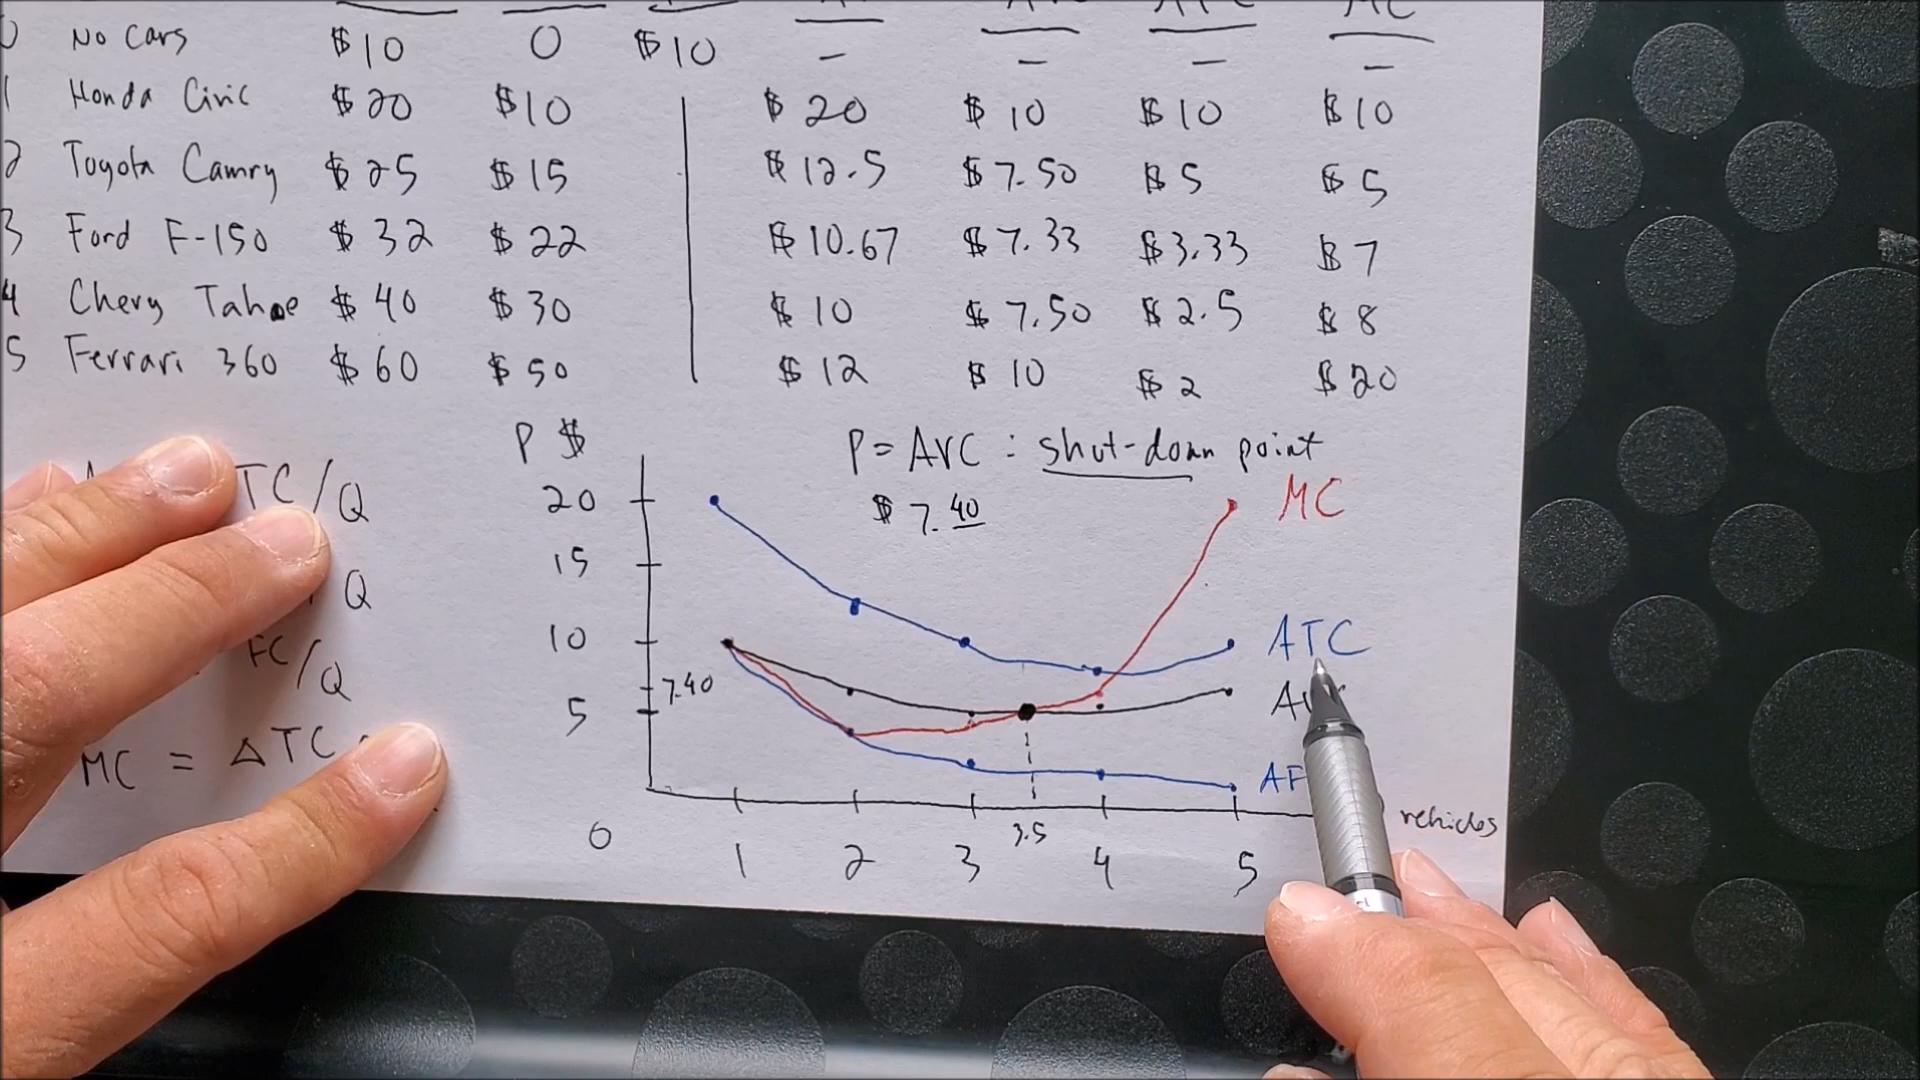 0 No Cars $10 0 $10 – – – –
1 Honda Civic $20 $10 $20 $10 $10 $10
2 Toyota Camry $25 $15 $12.5 $7.50 $5 $5
3 Ford F-150 $32 $22 $10.67 $7.33 $3.33 $7
4 Chevy Tahoe $40 $30 $10 $7.50 $2.5 $8
5 Ferrari 360 $60 $50 $12 $10 $2 $20
P $
P = AVC : shut-down point
$7.40
TC/Q
Q
FC/Q
MC = ΔTC
20
15
10
7.40
5
0
MC
ATC
AF
1 2 3 3.5 4 5
vehicles